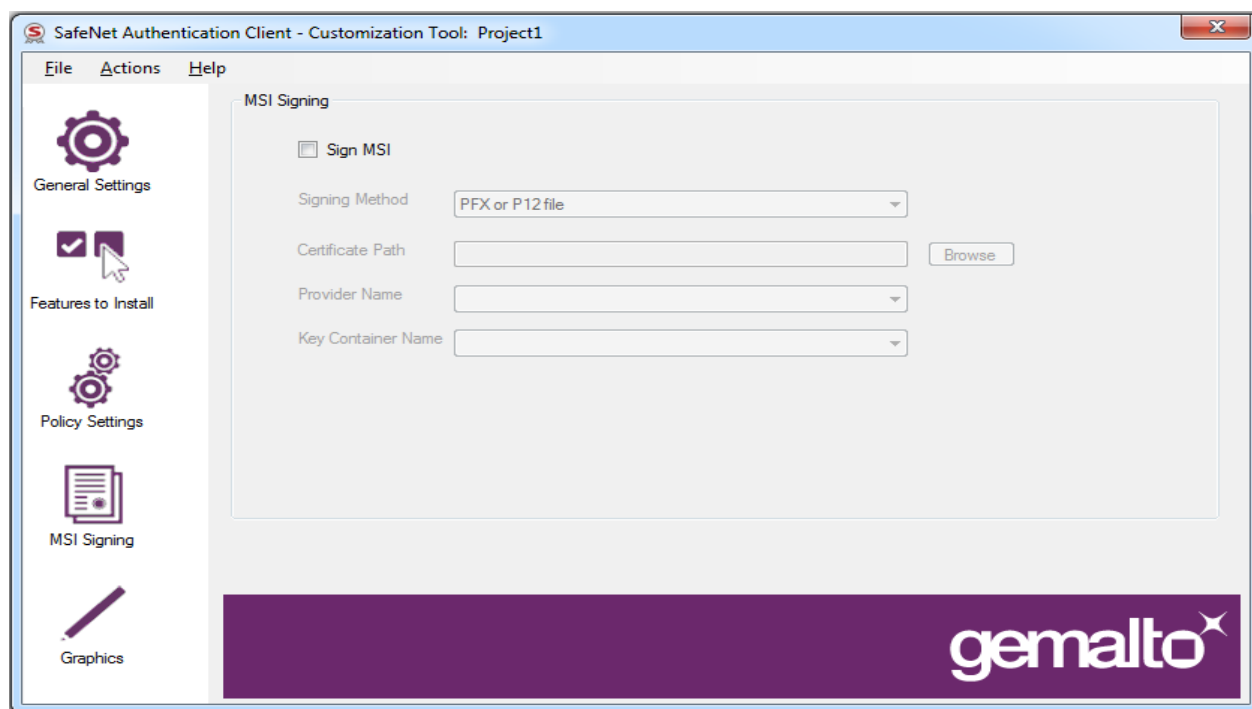 SafeNet Authentication Client - Customization Tool: Project1
File Actions Help
General Settings
Features to Install
Policy Settings
MSI Signing
Graphics
MSI Signing
Sign MSI
Signing Method PFX or P12 file
Certificate Path Browse
Provider Name
Key Container Name
gemalto